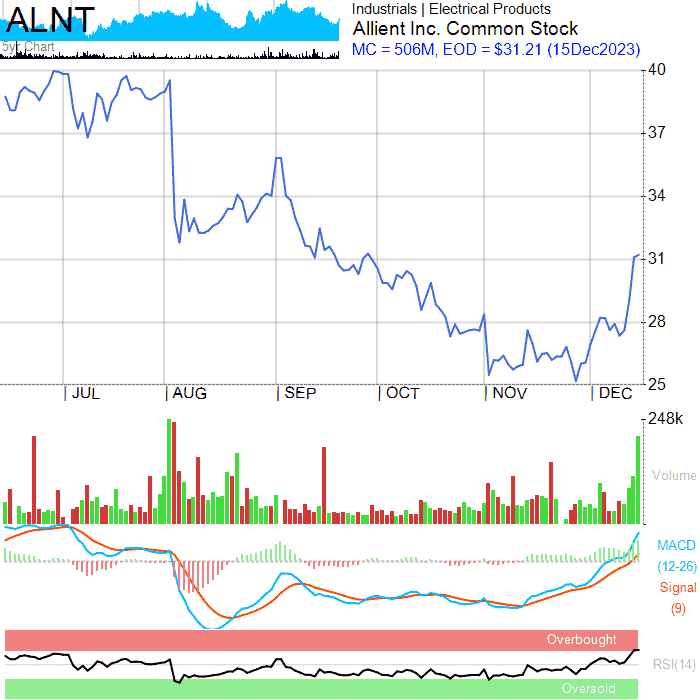 ALNT
5yr Chart
Industrials | Electrical Products
Allient Inc. Common Stock
MC = 506M, EOD = $31.21 (15Dec2023)
40
37
34
31
28
25
JUL AUG SEP OCT NOV DEC
248k
Volume
MACD
(12-26)
Signal
(9)
Overbought
RSI(14)
Oversold